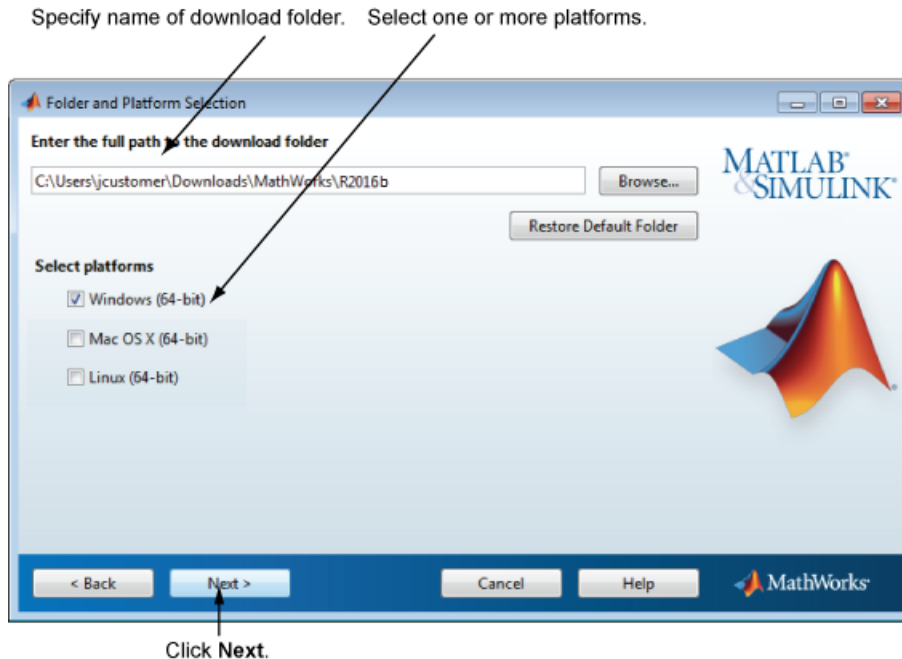 Specify name of download folder. Select one or more platforms.
Folder and Platform Selection
Enter the full path to the download folder
C:\Users\jcustomer\Downloads\MathWorks\R2016b
Browse...
MATLAB®
&SIMULINK®
Restore Default Folder
Select platforms
Windows (64-bit)
Mac OS X (64-bit)
Linux (64-bit)
< Back
Next >
Cancel
Help
MathWorks®
Click Next.